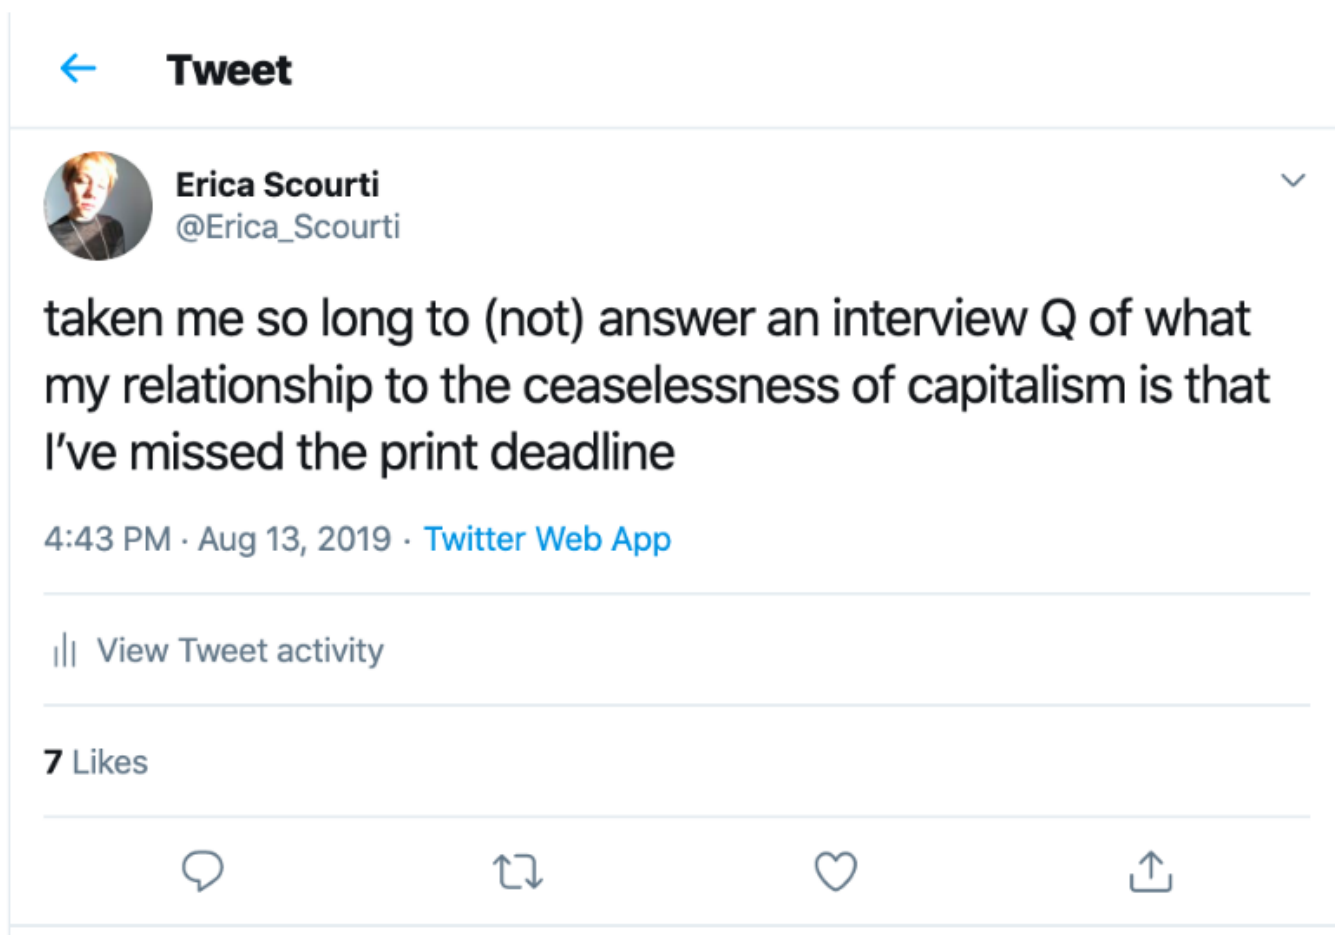 Tweet
Erica Scourti
@Erica_Scourti
taken me so long to (not) answer an interview Q of what
my relationship to the ceaselessness of capitalism is that
I’ve missed the print deadline
4:43 PM · Aug 13, 2019 · Twitter Web App
View Tweet activity
7 Likes